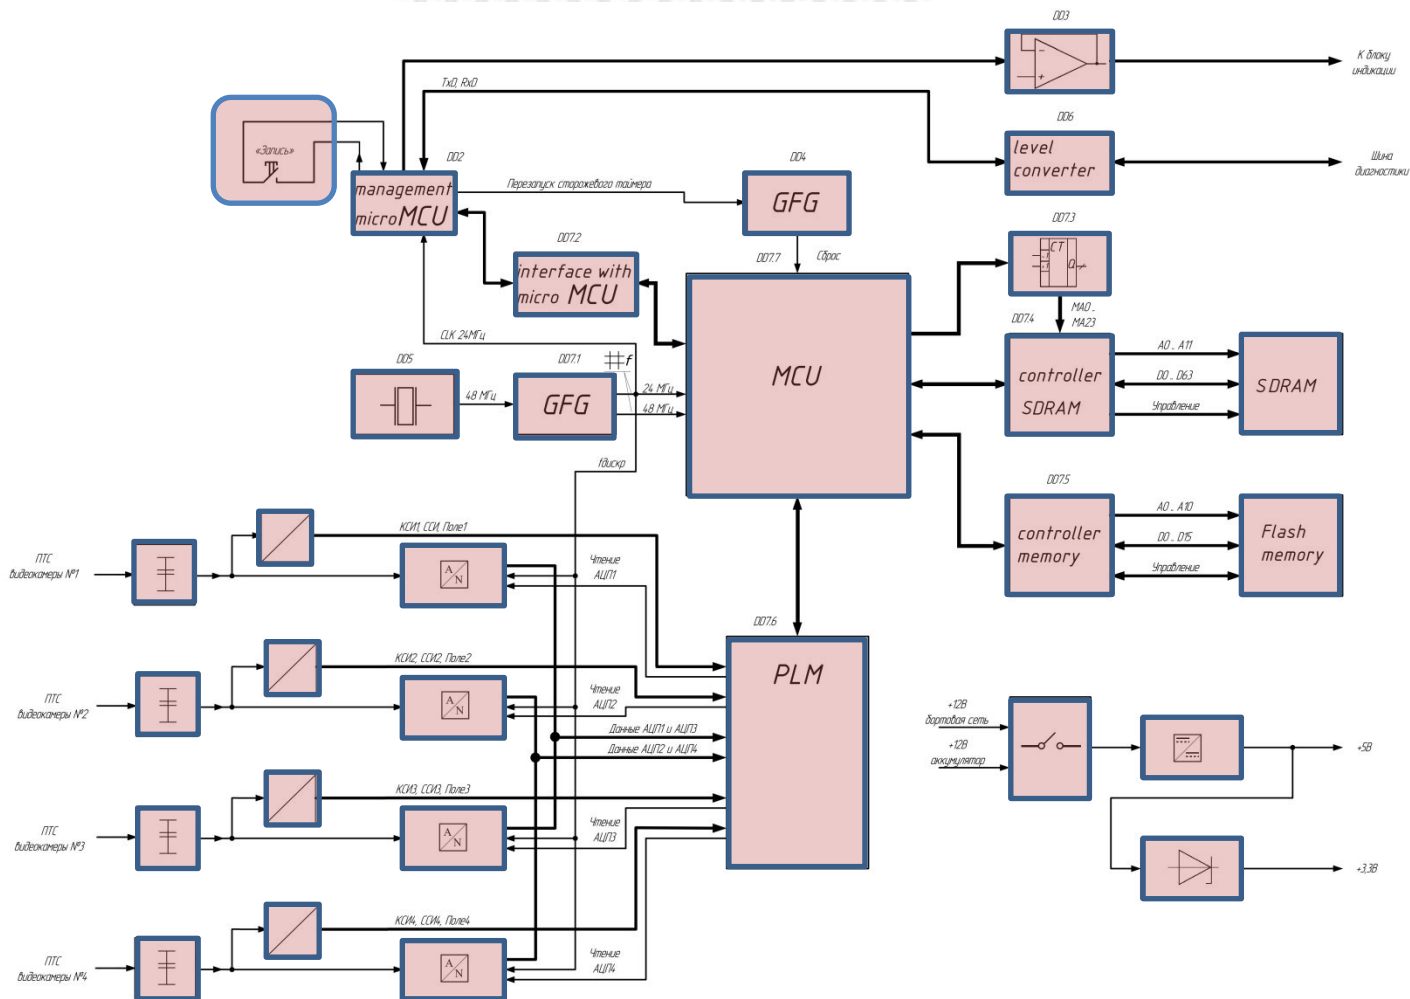 DD3
К блоку
индикации
TxD, RxD
DD6
level
converter
Шина
диагностики
«Запись»
DD2
management
micro MCU
Перезапуск сторожевого таймера
DD4
GFG
Сброс
DD7.2
interface with
micro MCU
DD7.7
MCU
DD7.3
CT
-1
-1
Q
MA0..
MA23
DD7.4
controller
SDRAM
A0 .. A11
D0 .. D63
Управление
SDRAM
CLK 24МГц
DD5
48 МГц
DD7.1
GFG
#f
24 МГц
48 МГц
fдискр
DD7.5
controller
memory
A0 .. A10
D0 .. D15
Управление
Flash
memory
ПТС
видеокамеры №1
КСИ1, ССИ, Поле1
A/N
Чтение
АЦП1
DD7.6
PLM
ПТС
видеокамеры №2
КСИ2, ССИ2, Поле2
A/N
Чтение
АЦП2
Данные АЦП1 и АЦП3
Данные АЦП2 и АЦП4
ПТС
видеокамеры №3
КСИ3, ССИ3, Поле3
A/N
Чтение
АЦП3
ПТС
видеокамеры №4
КСИ4, ССИ4, Поле4
A/N
Чтение
АЦП4
+12В
бортовая сеть
+12В
аккумулятор
+5В
+3,3В